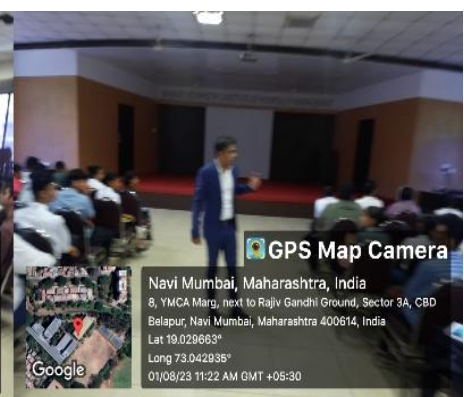 GPS Map Camera
Navi Mumbai, Maharashtra, India
8, YMCA Marg, next to Rajiv Gandhi Ground, Sector 3A, CBD
Belapur, Navi Mumbai, Maharashtra 400614, India
Lat 19.029663°
Long 73.042935°
01/08/23 11:22 AM GMT +05:30
Google